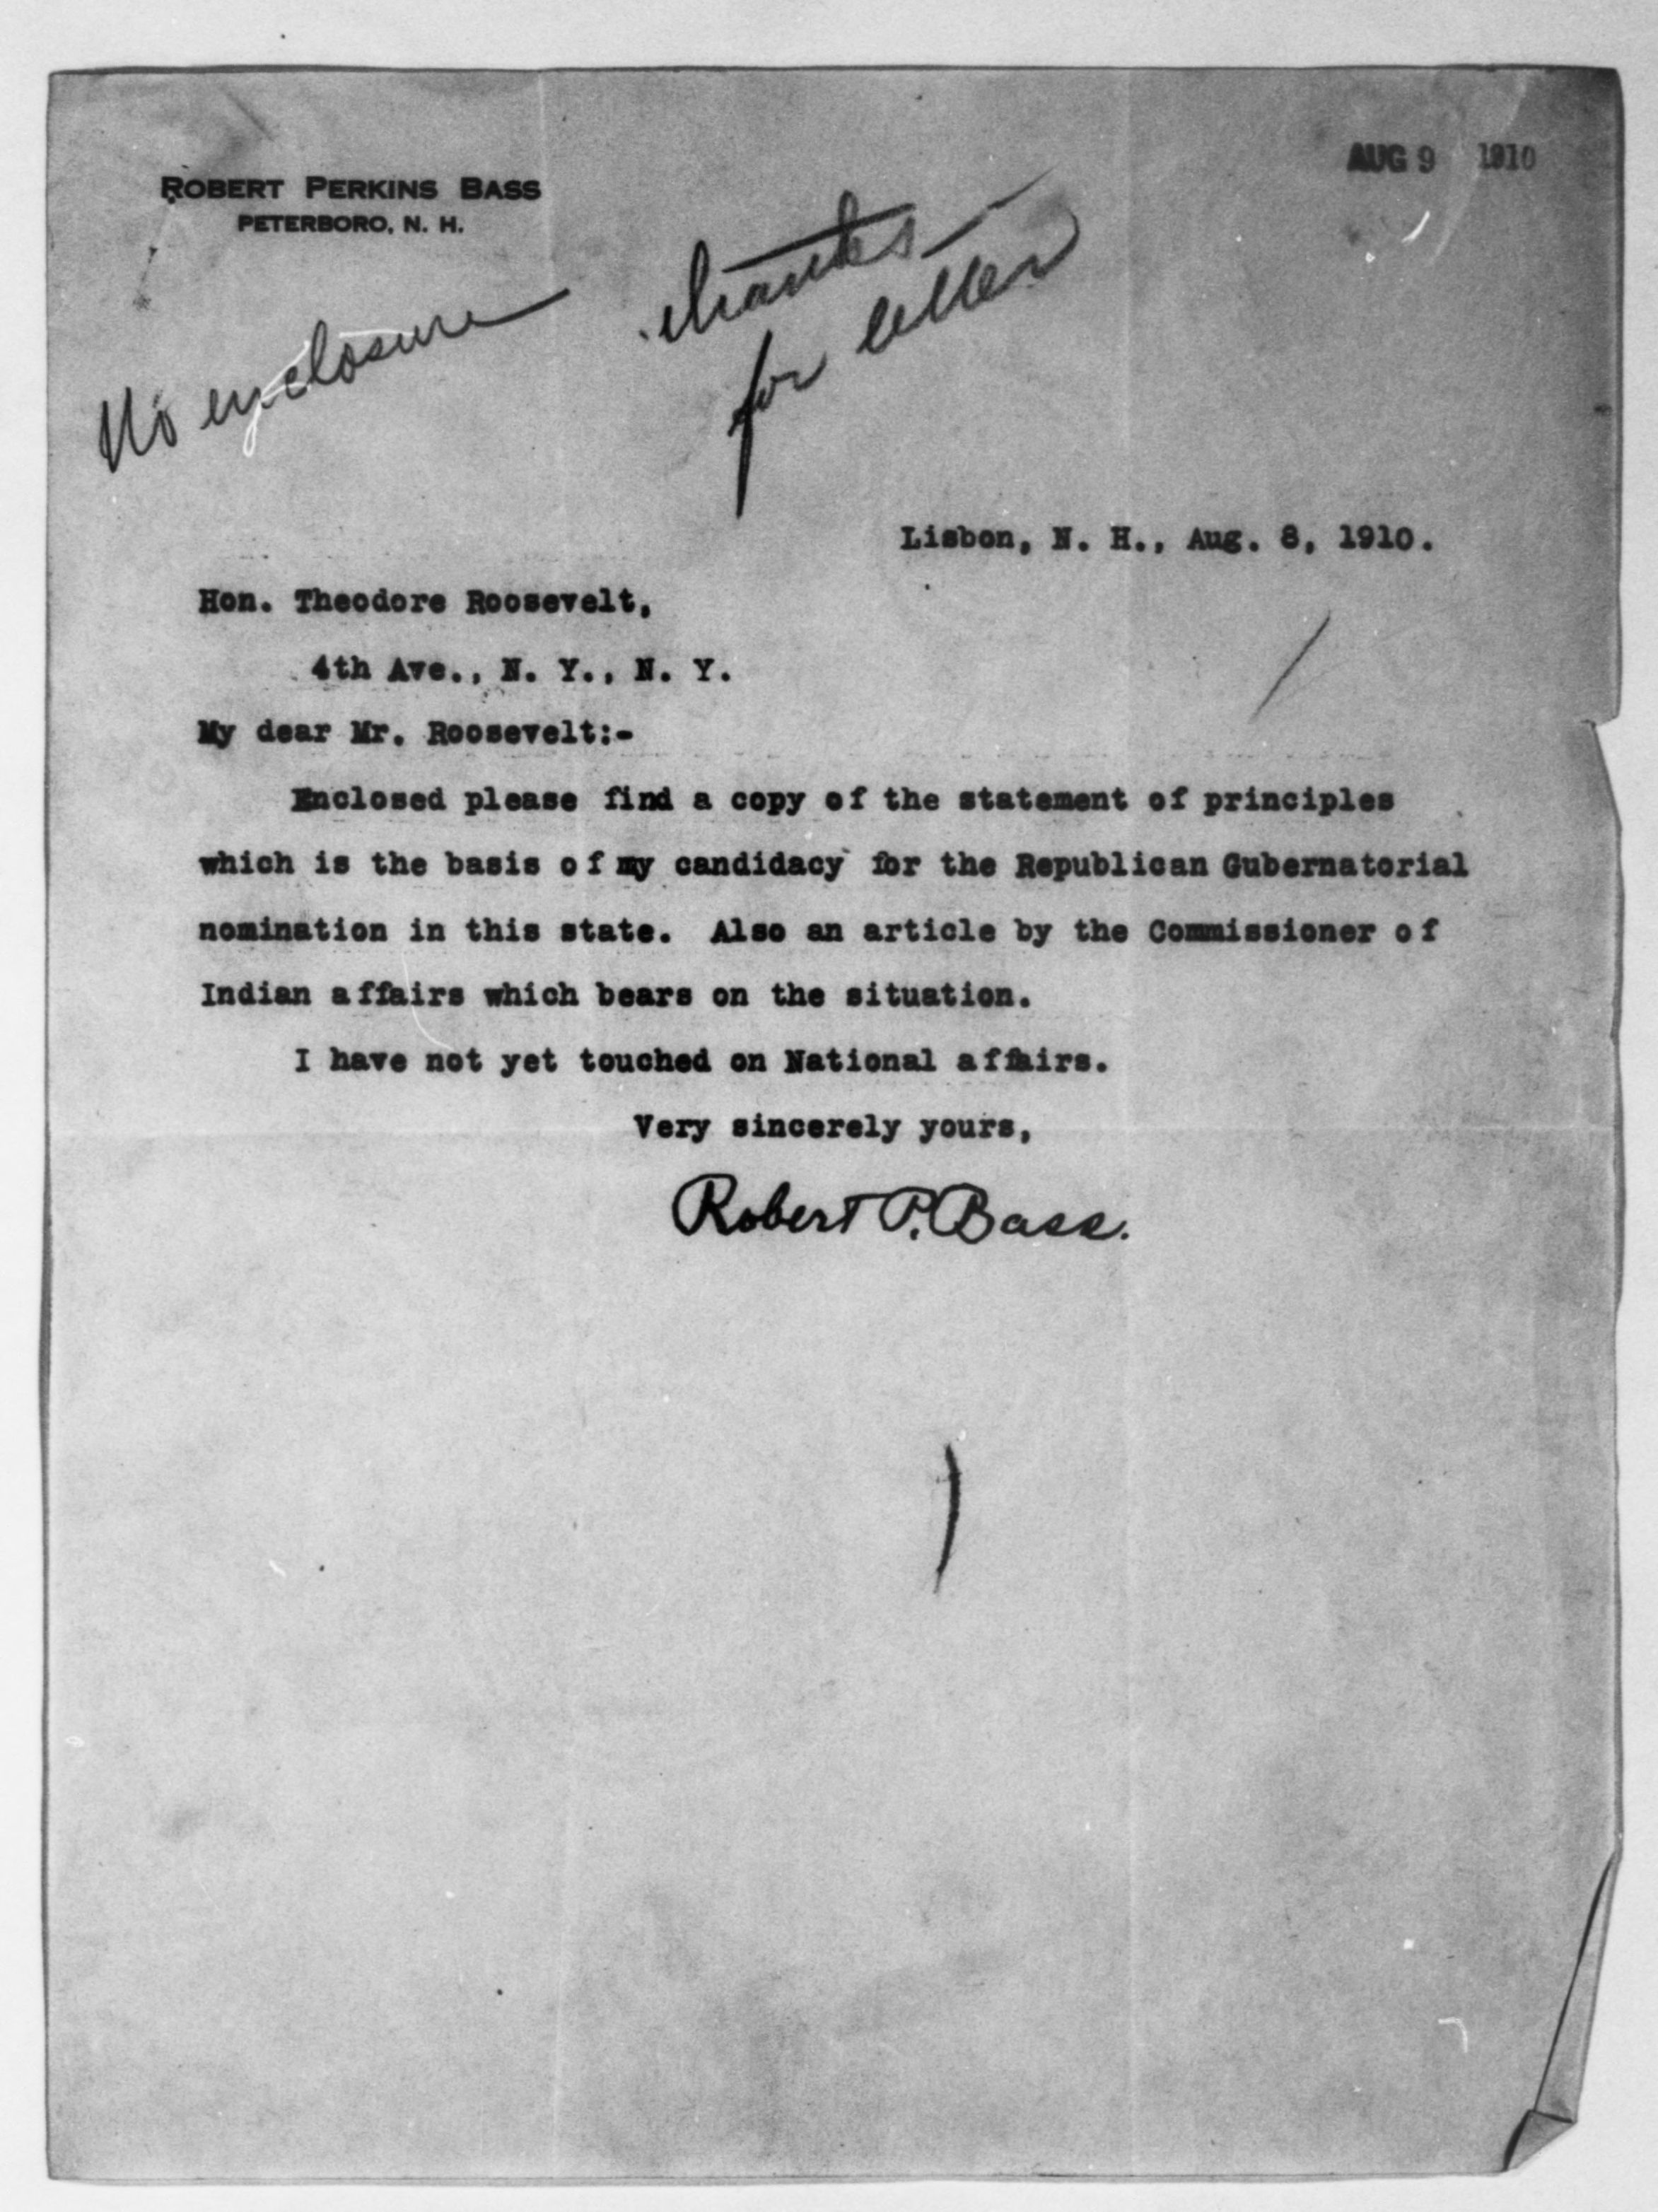 AUG 9 1910
ROBERT PERKINS BASS
PETERBORO, N. H.
No enclosure
thanks
for letter
Lisbon, N. H., Aug. 8, 1910.
Hon. Theodore Roosevelt,
4th Ave., N. Y., N. Y.
My dear Mr. Roosevelt:-
Enclosed please find a copy of the statement of principles
which is the basis of my candidacy for the Republican Gubernatorial
nomination in this state. Also an article by the Commissioner of
Indian affairs which bears on the situation.
I have not yet touched on National affairs.
Very sincerely yours,
Robert P. Bass.